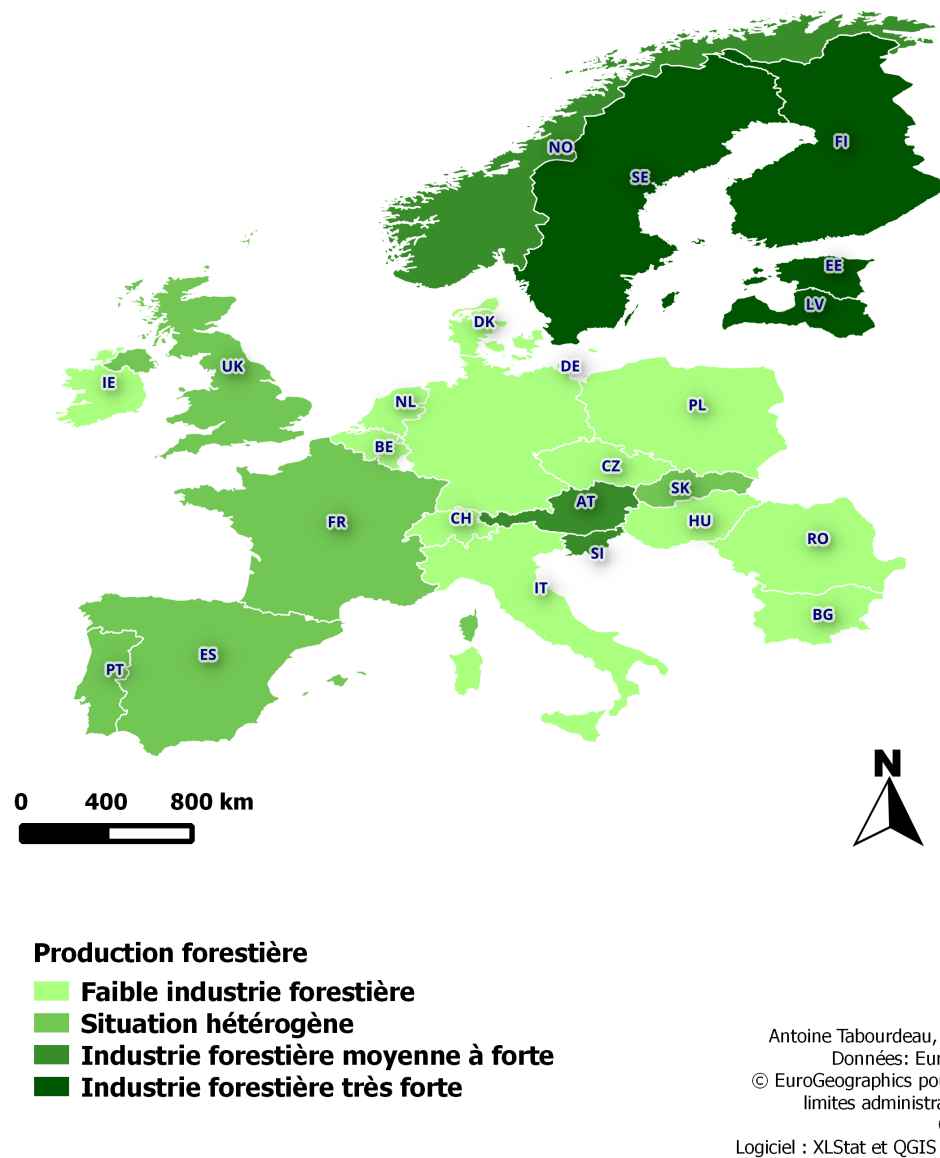 NO
FI
SE
EE
LV
DK
UK
DE
IE
NL
PL
BE
CZ
SK
AT
CH
HU
FR
RO
SI
IT
BG
ES
PT
N
0 400 800 km
Production forestière
Faible industrie forestière
Situation hétérogène
Industrie forestière moyenne à forte
Industrie forestière très forte
Antoine Tabourdeau,
Données: Eur
© EuroGeographics pou
limites administra
Logiciel : XLStat et QGIS